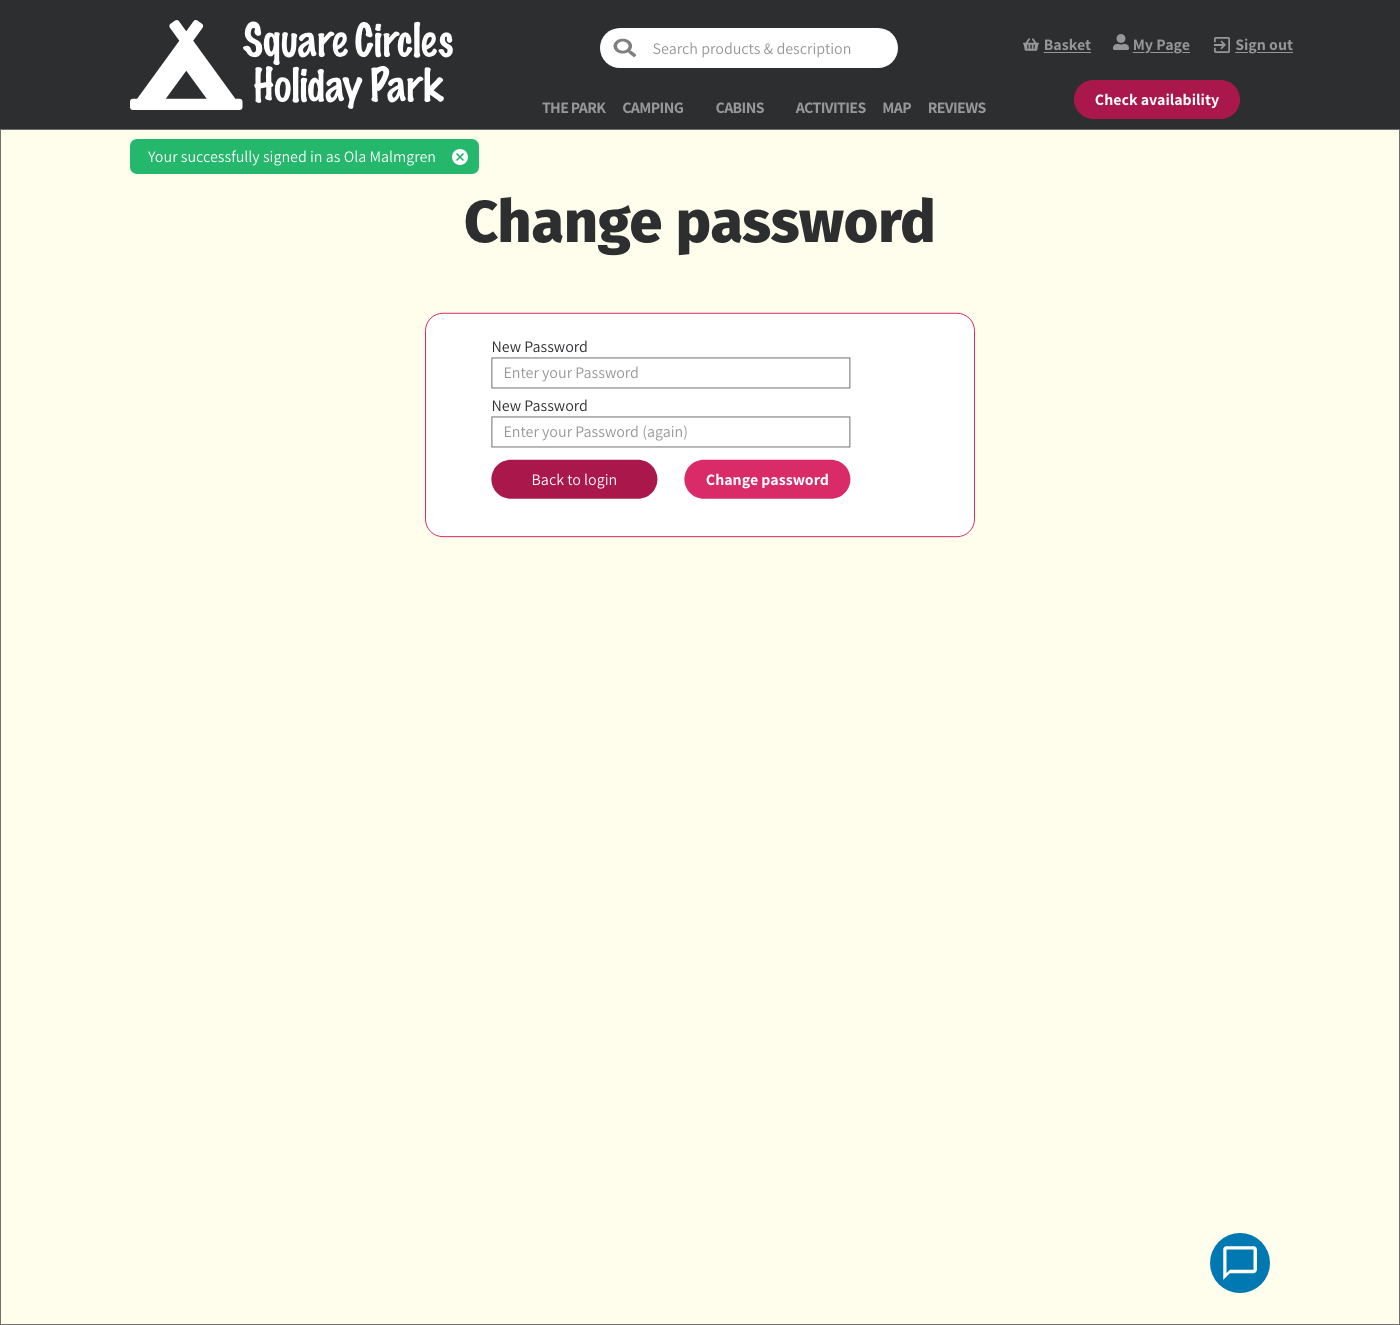 Square Circles
Holiday Park
Search products & description
Basket
My Page
Sign out
THE PARK
CAMPING
CABINS
ACTIVITIES
MAP
REVIEWS
Check availability
Your successfully signed in as Ola Malmgren
Change password
New Password
Enter your Password
New Password
Enter your Password (again)
Back to login
Change password